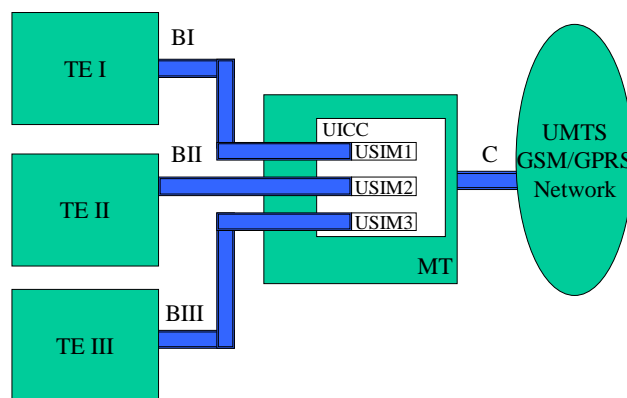 BI
TE I
UICC
USIM1
BII
USIM2
TE II
USIM3
MT
BIII
TE III
C
UMTS
GSM/GPRS
Network